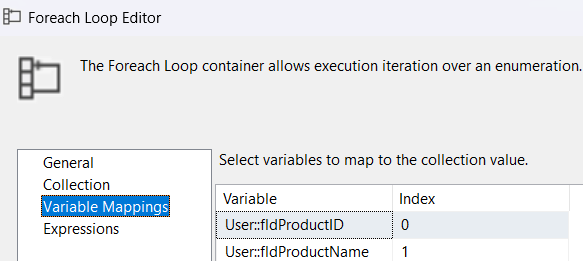 Foreach Loop Editor
The Foreach Loop container allows execution iteration over an enumeration.
General
Collection
Variable Mappings
Expressions
Select variables to map to the collection value.
Variable Index
User::fldProductID 0
User::fldProductName 1